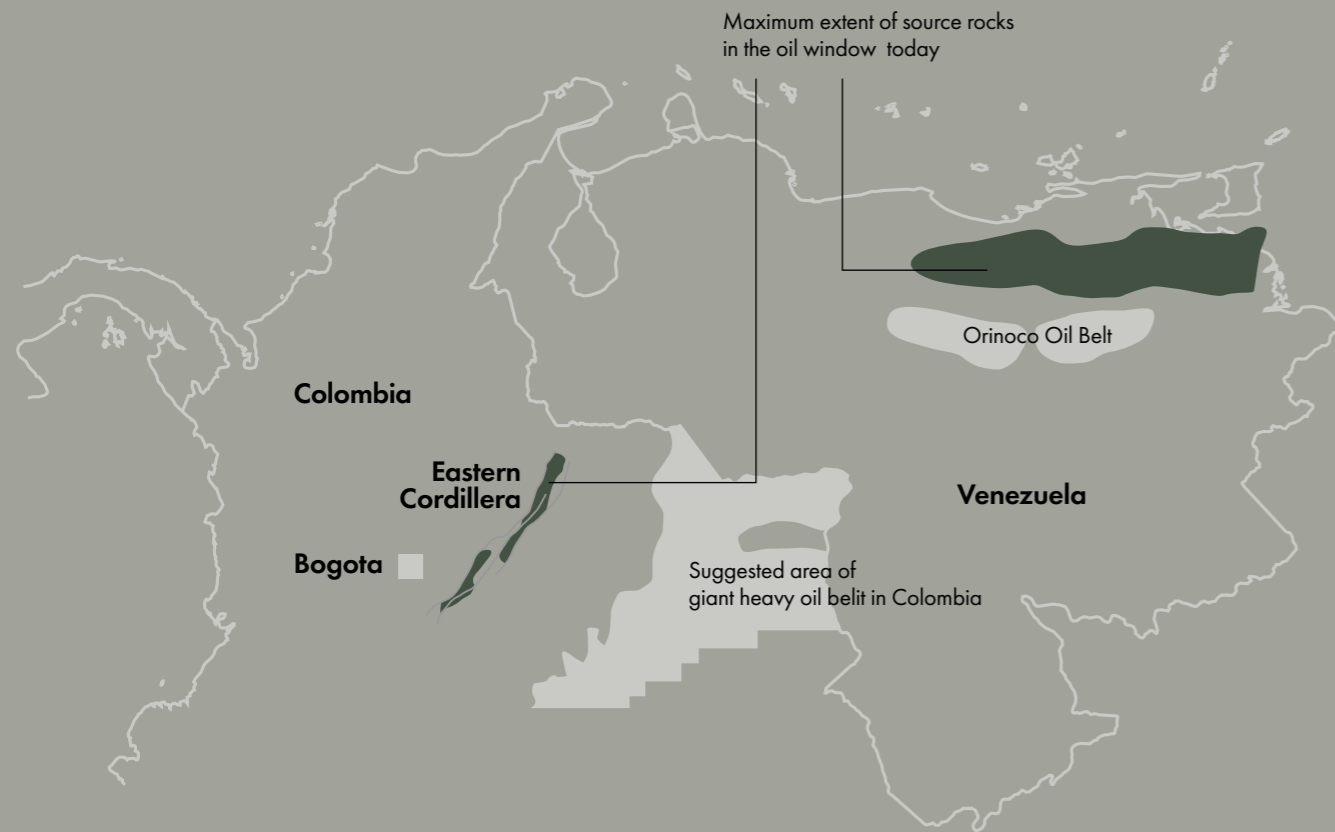 Maximum extent of source rocks
in the oil window today
Orinoco Oil Belt
Colombia
Eastern
Cordillera
Venezuela
Bogota
Suggested area of
giant heavy oil belit in Colombia